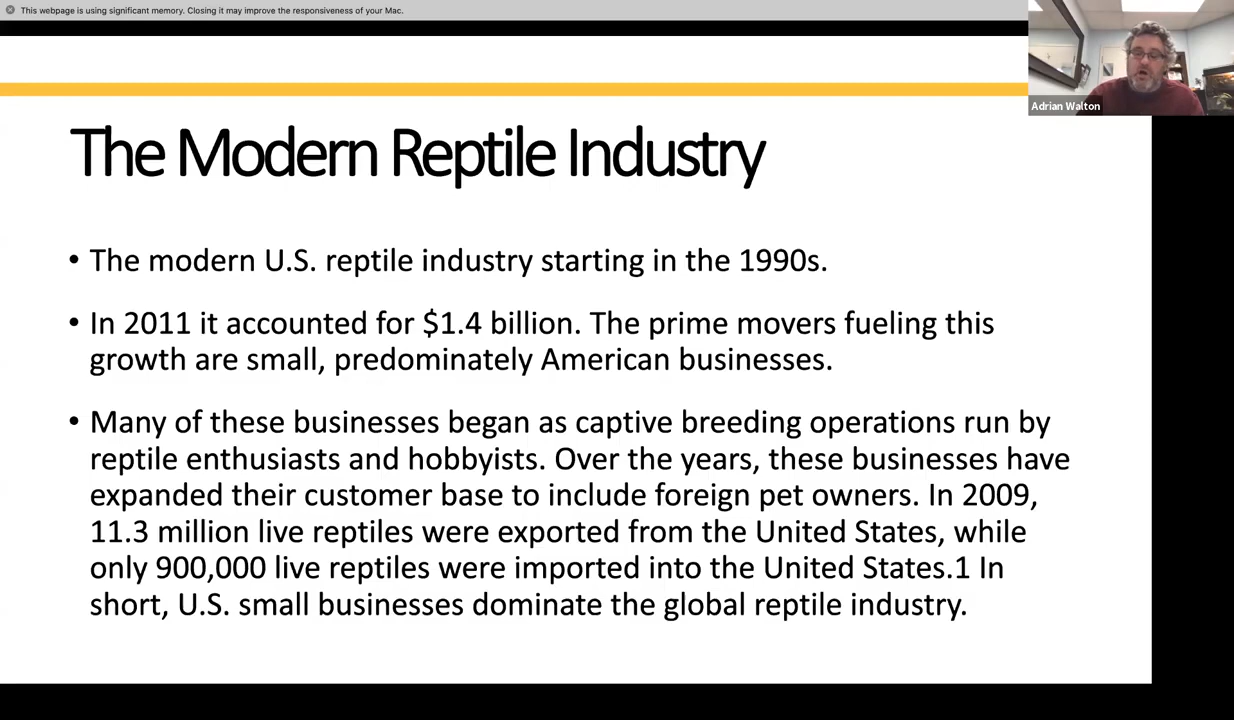 This webpage is using significant memory. Closing it may improve the responsiveness of your Mac.
Adrian Walton
The Modern Reptile Industry
• The modern U.S. reptile industry starting in the 1990s.
• In 2011 it accounted for $1.4 billion. The prime movers fueling this
growth are small, predominately American businesses.
• Many of these businesses began as captive breeding operations run by
reptile enthusiasts and hobbyists. Over the years, these businesses have
expanded their customer base to include foreign pet owners. In 2009,
11.3 million live reptiles were exported from the United States, while
only 900,000 live reptiles were imported into the United States.1 In
short, U.S. small businesses dominate the global reptile industry.